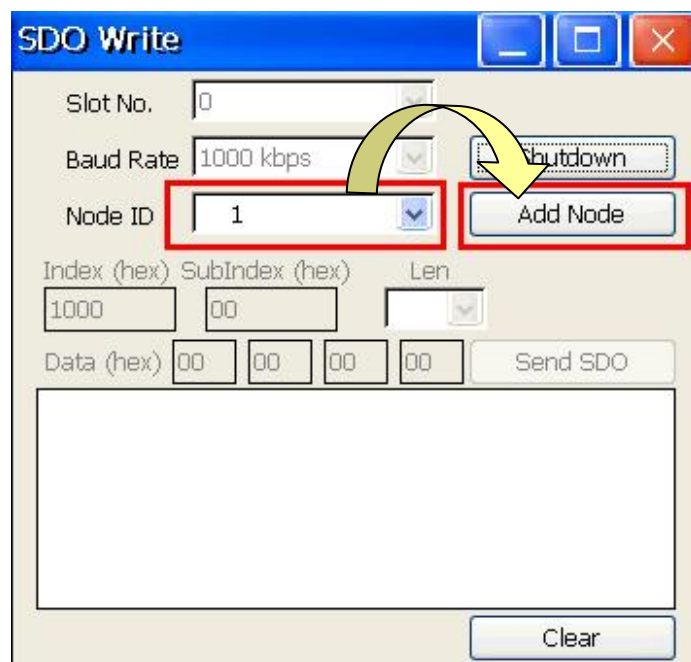 SDO Write
Slot No. 0
Baud Rate 1000 kbps Shutdown
Node ID 1 Add Node
Index (hex) SubIndex (hex) Len
1000 00
Data (hex) 00 00 00 00 Send SDO
Clear